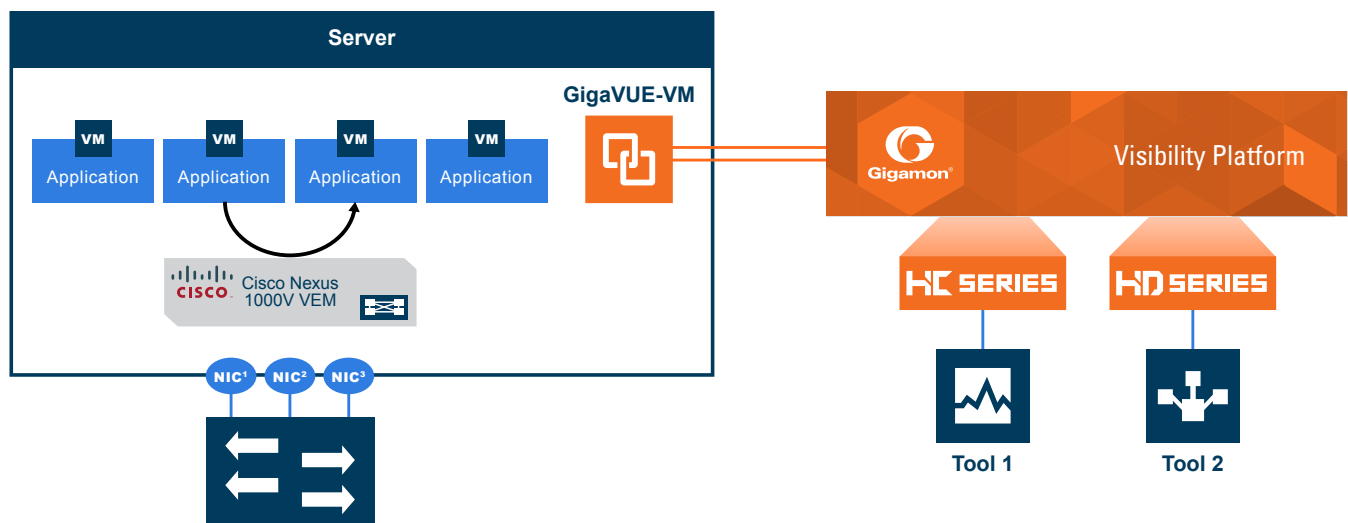 Server
GigaVUE-VM
VM
VM
VM
VM
Application
Application
Application
Application
CISCO
Cisco Nexus
1000V VEM
NIC¹
NIC²
NIC³
Gigamon®
Visibility Platform
HC SERIES
HD SERIES
Tool 1
Tool 2